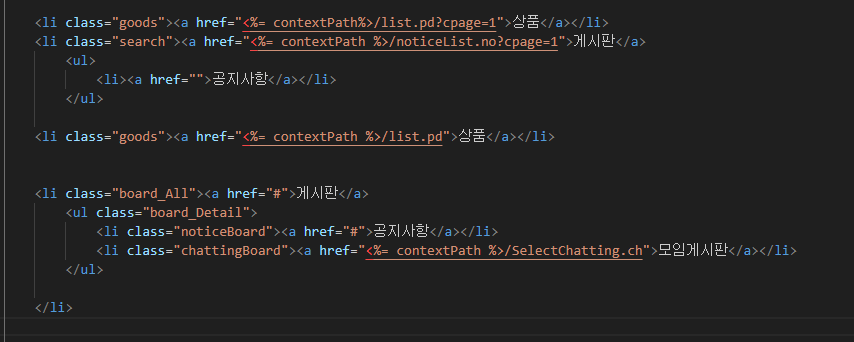 <li class="goods"><a href="<%= contextPath%>/list.pd?cpage=1">상품</a></li>
<li class="search"><a href="<%= contextPath %>/noticeList.no?cpage=1">게시판</a>
<ul>
<li><a href="">공지사항</a></li>
</ul>
<li class="goods"><a href="<%= contextPath %>/list.pd">상품</a></li>
<li class="board_All"><a href="#">게시판</a>
<ul class="board_Detail">
<li class="noticeBoard"><a href="#">공지사항</a></li>
<li class="chattingBoard"><a href="<%= contextPath %>/SelectChatting.ch">모임게시판</a></li>
</ul>
</li>